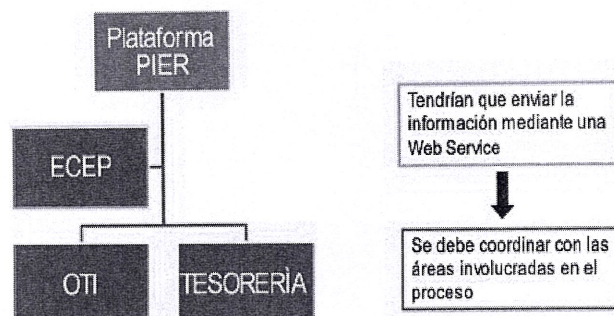 Plataforma
PIER
ECEP
OTI
TESORERÌA
Tendrían que enviar la
información mediante una
Web Service
Se debe coordinar con las
áreas involucradas en el
proceso